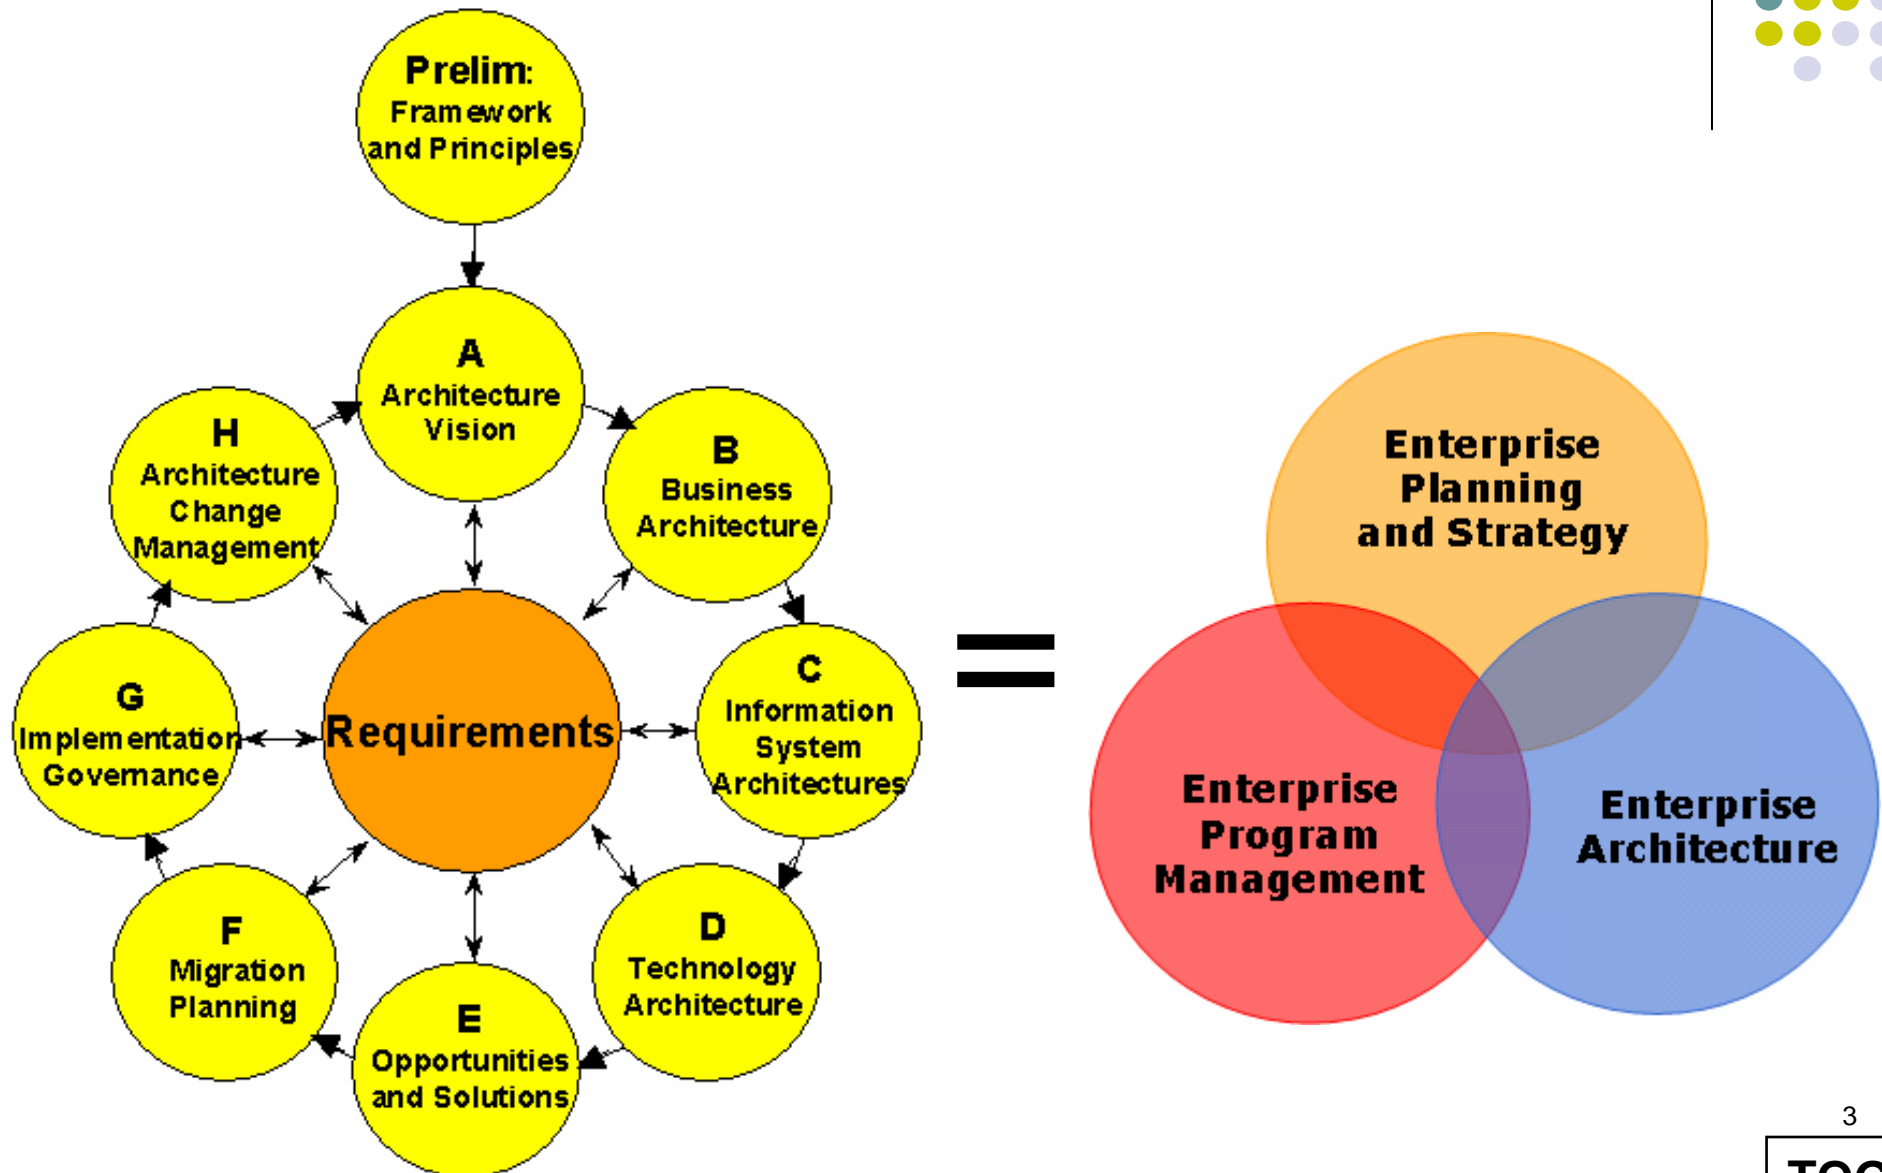 Prelim:
Framework
and Principles
A
Architecture
Vision
B
Business
Architecture
C
Information
System
Architectures
D
Technology
Architecture
E
Opportunities
and Solutions
F
Migration
Planning
G
Implementation
Governance
H
Architecture
Change
Management
Requirements
=
Enterprise
Planning
and Strategy
Enterprise
Program
Management
Enterprise
Architecture
3